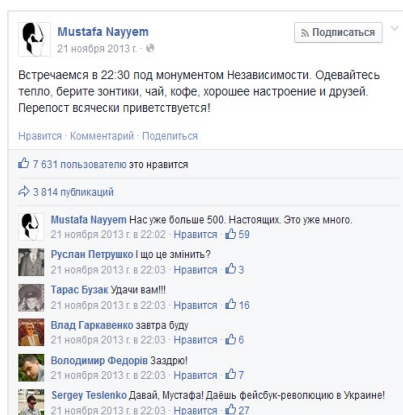 Mustafa Nayyem
Подписаться
21 ноября 2013 г. ·
Встречаемся в 22:30 под монументом Независимости. Одевайтесь
тепло, берите зонтики, чай, кофе, хорошее настроение и друзей.
Перепост всячески приветствуется!
Нравится · Комментарий · Поделиться
7 631 пользователю это нравится
3 814 публикаций
Mustafa Nayyem Нас уже больше 500. Настоящих. Это уже много.
21 ноября 2013 г. в 22:02 · Нравится · 59
Руслан Петрушко І що це змінить?
21 ноября 2013 г. в 22:03 · Нравится · 3
Тарас Бузак Удачи вам!!!
21 ноября 2013 г. в 22:03 · Нравится · 16
Влад Гаркавенко завтра буду
21 ноября 2013 г. в 22:03 · Нравится · 6
Володимир Федорів Заздрю!
21 ноября 2013 г. в 22:03 · Нравится · 7
Sergey Teslenko Давай, Мустафа! Даёшь фейсбук-революцию в Украине!
21 ноября 2013 г. в 22:03 · Нравится · 27